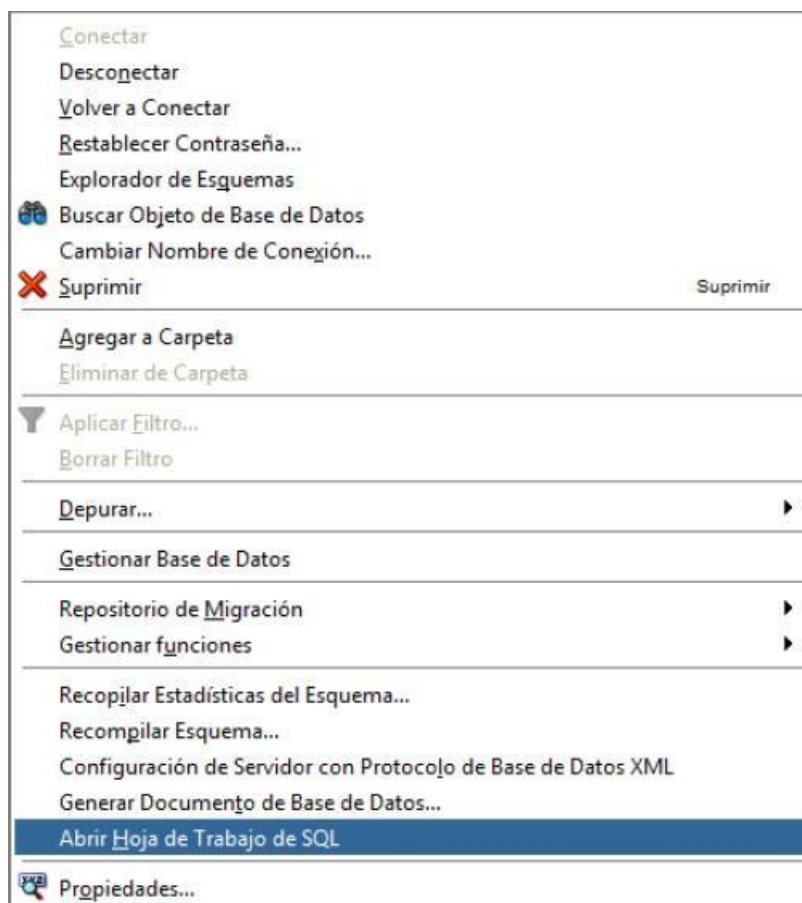 Conectar
Desconectar
Volver a Conectar
Restablecer Contraseña...
Explorador de Esquemas
Buscar Objeto de Base de Datos
Cambiar Nombre de Conexión...
Suprimir Suprimir
Agregar a Carpeta
Eliminar de Carpeta
Aplicar Filtro...
Borrar Filtro
Depurar...
Gestionar Base de Datos
Repositorio de Migración
Gestionar funciones
Recopilar Estadísticas del Esquema...
Recompilar Esquema...
Configuración de Servidor con Protocolo de Base de Datos XML
Generar Documento de Base de Datos...
Abrir Hoja de Trabajo de SQL
Propiedades...